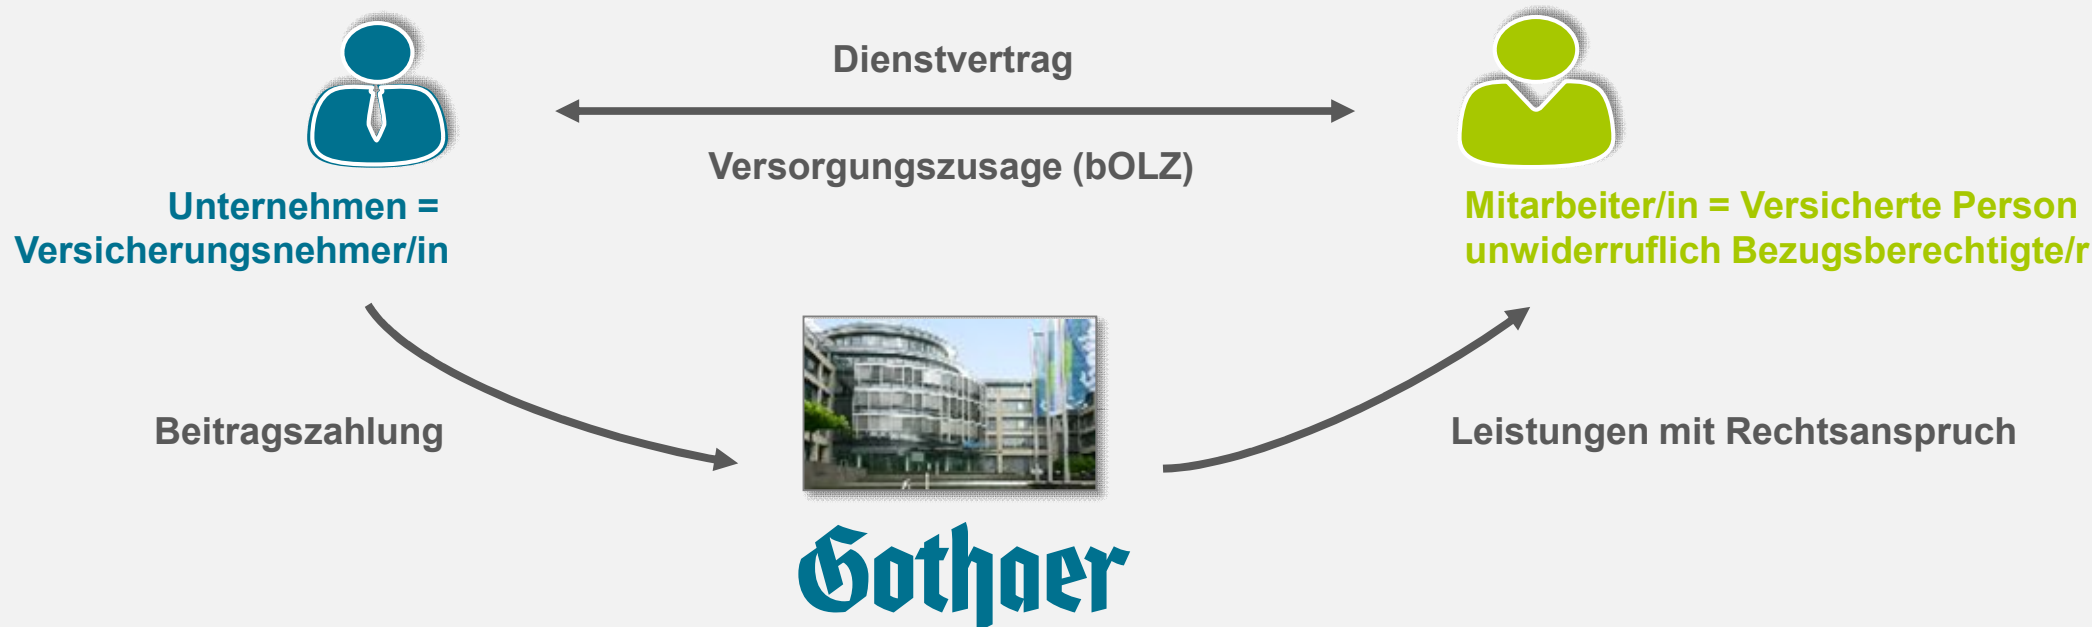 Dienstvertrag
Versorgungszusage (bOLZ)
Unternehmen =
Versicherungsnehmer/in
Mitarbeiter/in = Versicherte Person
unwiderruflich Bezugsberechtigte/r
Beitragszahlung
Leistungen mit Rechtsanspruch
Gothaer